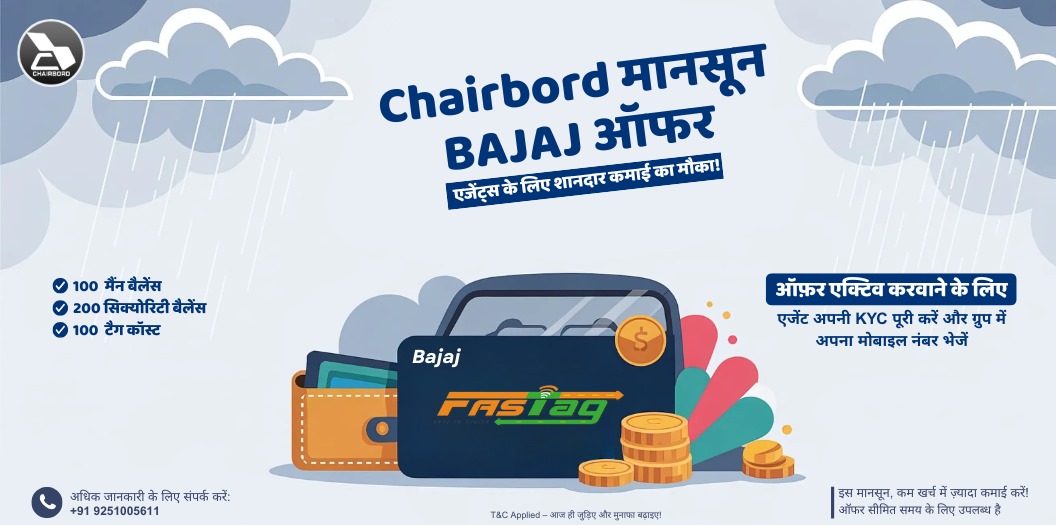 CHAIRBORD
Chairbord मानसून
BAJAJ ऑफर
एजेंट्स के लिए शानदार कमाई का मौका!
100 मैंन बैलेंस
200 सिक्योरिटी बैलेंस
100 टैग कॉस्ट
ऑफ़र एक्टिव करवाने के लिए
एजेंट अपनी KYC पूरी करें और ग्रुप में
अपना मोबाइल नंबर भेजें
Bajaj
FASTag
अधिक जानकारी के लिए संपर्क करें:
+91 9251005611
T&C Applied – आज ही जुड़िए और मुनाफा बढ़ाइए!
इस मानसून, कम खर्च में ज़्यादा कमाई करें!
ऑफर सीमित समय के लिए उपलब्ध है